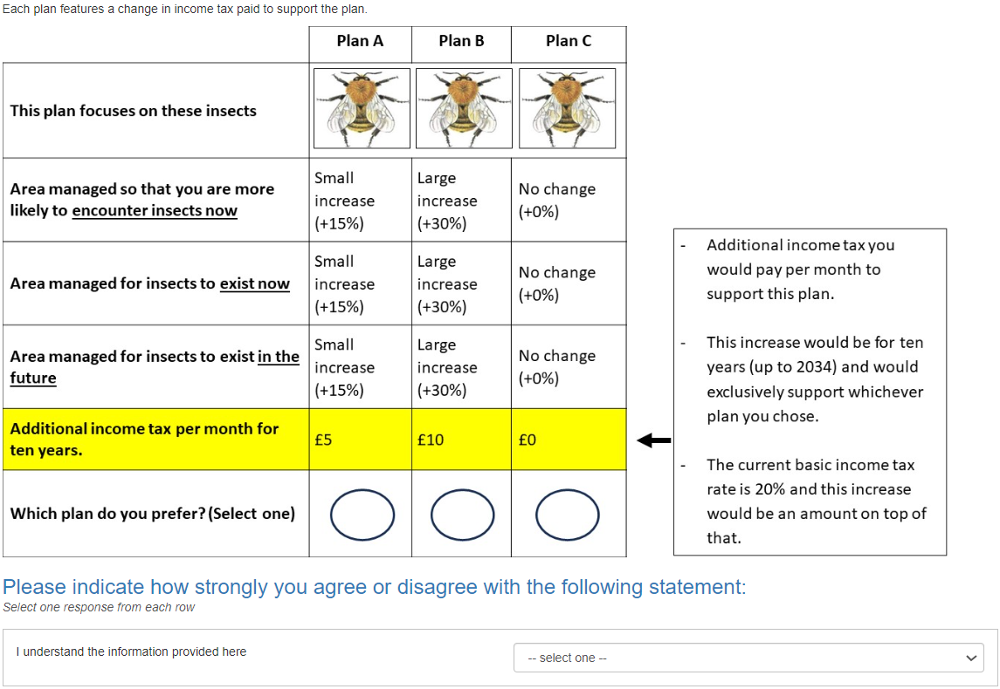 Each plan features a change in income tax paid to support the plan.
Plan A Plan B Plan C
This plan focuses on these insects
Area managed so that you are more
likely to encounter insects now
Small
increase
(+15%)
Large
increase
(+30%)
No change
(+0%)
Area managed for insects to exist now
Small
increase
(+15%)
Large
increase
(+30%)
No change
(+0%)
Area managed for insects to exist in the
future
Small
increase
(+15%)
Large
increase
(+30%)
No change
(+0%)
Additional income tax per month for
ten years.
£5
£10
£0
Which plan do you prefer? (Select one)
- Additional income tax you
would pay per month to
support this plan.
- This increase would be for ten
years (up to 2034) and would
exclusively support whichever
plan you chose.
- The current basic income tax
rate is 20% and this increase
would be an amount on top of
that.
Please indicate how strongly you agree or disagree with the following statement:
Select one response from each row
I understand the information provided here
-- select one --